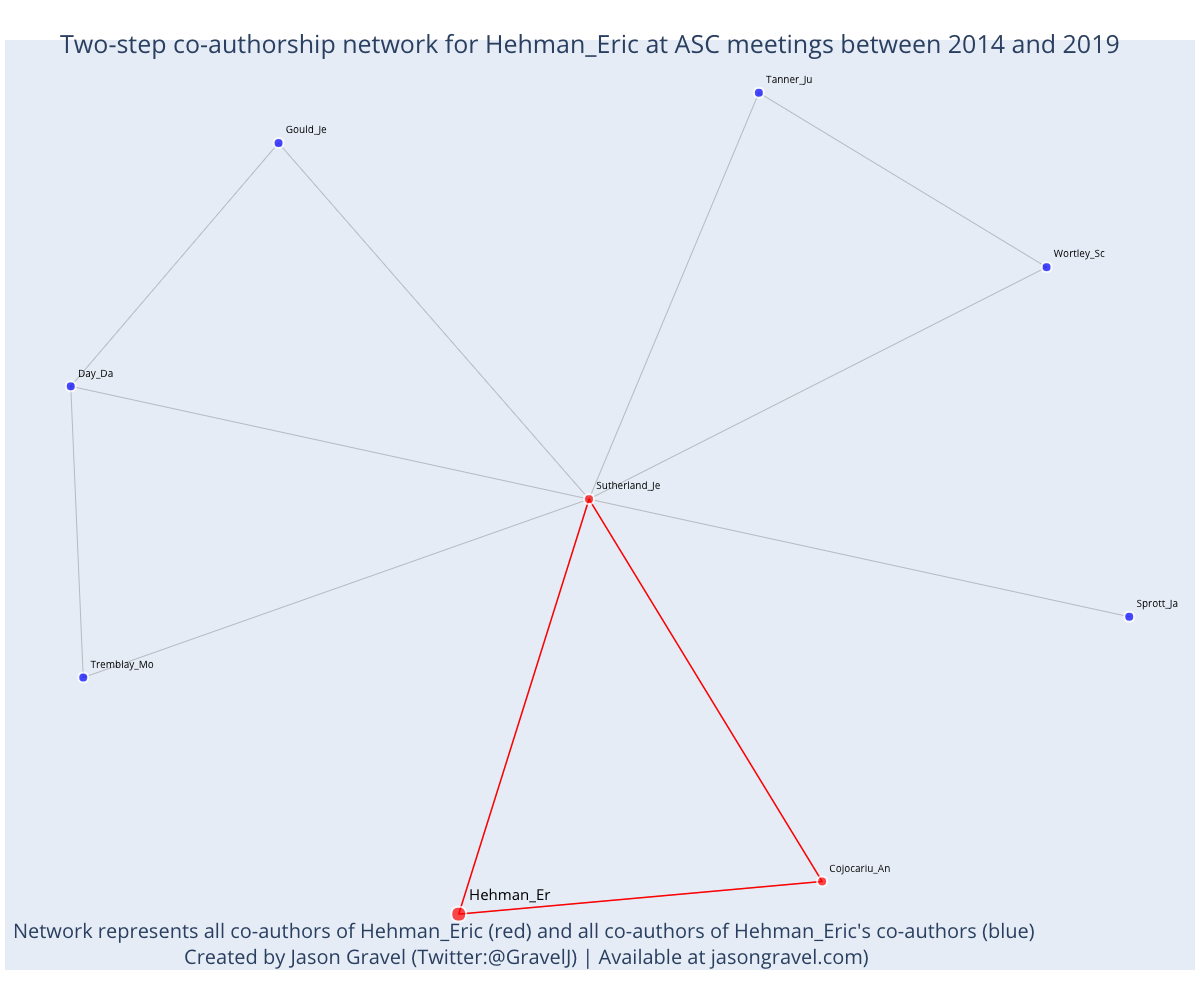 Two-step co-authorship network for Hehman_Eric at ASC meetings between 2014 and 2019
Tanner_Ju
Gould_Je
Wortley_Sc
Day_Da
Sutherland_Je
Sprott_Ja
Tremblay_Mo
Cojocariu_An
Hehman_Er
Network represents all co-authors of Hehman_Eric (red) and all co-authors of Hehman_Eric's co-authors (blue)
Created by Jason Gravel (Twitter:@GravelJ) | Available at jasongravel.com)